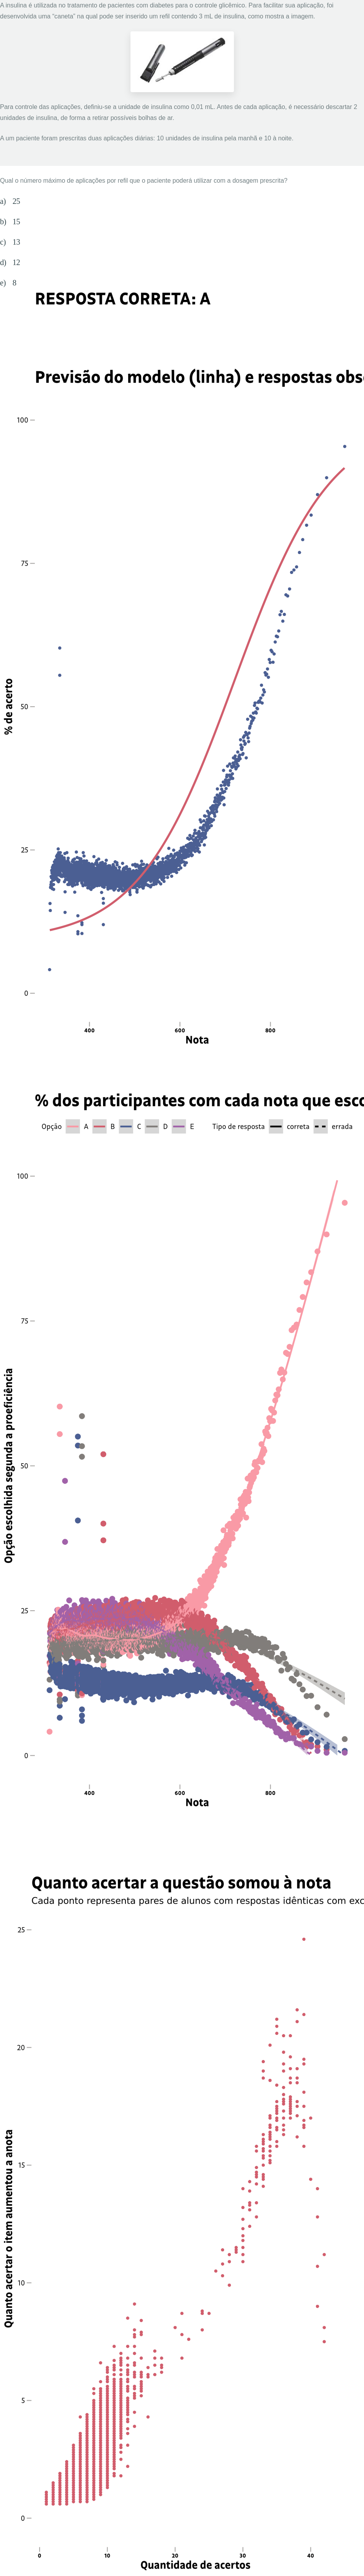 A insulina é utilizada no tratamento de pacientes com diabetes para o controle glicêmico. Para facilitar sua aplicação, foi
desenvolvida uma "caneta" na qual pode ser inserido um refil contendo 3 mL de insulina, como mostra a imagem.
Para controle das aplicações, definiu-se a unidade de insulina como 0,01 mL. Antes de cada aplicação, é necessário descartar 2
unidades de insulina, de forma a retirar possíveis bolhas de ar.
A um paciente foram prescritas duas aplicações diárias: 10 unidades de insulina pela manhã e 10 à noite.
Qual o número máximo de aplicações por refil que o paciente poderá utilizar com a dosagem prescrita?
a) 25
b) 15
c) 13
d) 12
e) 8
RESPOSTA CORRETA: A
Previsão do modelo (linha) e respostas obs
100
75
50
25
0
% de acerto
400 600 800
Nota
% dos participantes com cada nota que esco
Opção A B C D E Tipo de resposta correta errada
100
75
50
25
0
Opção escolhida segunda a proeficiência
400 600 800
Nota
Quanto acertar a questão somou à nota
Cada ponto representa pares de alunos com respostas idênticas com exc
25
20
15
10
5
0
Quanto acertar o item aumentou a anota
0 10 20 30 40
Quantidade de acertos